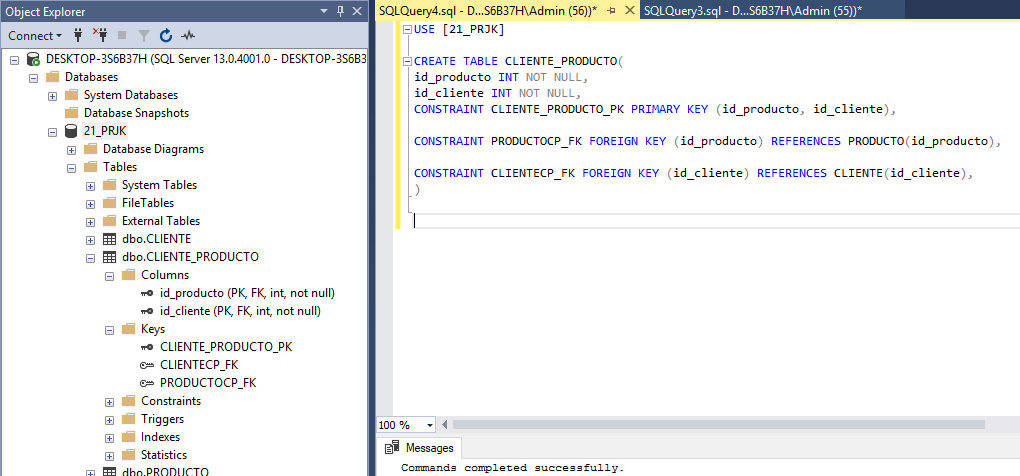 Object Explorer
Connect
DESKTOP-3S6B37H (SQL Server 13.0.4001.0 - DESKTOP-3S6B3
Databases
System Databases
Database Snapshots
21_PRJK
Database Diagrams
Tables
System Tables
FileTables
External Tables
dbo.CLIENTE
dbo.CLIENTE_PRODUCTO
Columns
id_producto (PK, FK, int, not null)
id_cliente (PK, FK, int, not null)
Keys
CLIENTE_PRODUCTO_PK
CLIENTECP_FK
PRODUCTOCP_FK
Constraints
Triggers
Indexes
Statistics
dbo.PRODUCTO
SQLQuery4.sql - D...S6B37H\Admin (56))* SQLQuery3.sql - D...S6B37H\Admin (55))*
USE [21_PRJK]
CREATE TABLE CLIENTE_PRODUCTO(
id_producto INT NOT NULL,
id_cliente INT NOT NULL,
CONSTRAINT CLIENTE_PRODUCTO_PK PRIMARY KEY (id_producto, id_cliente),
CONSTRAINT PRODUCTOCP_FK FOREIGN KEY (id_producto) REFERENCES PRODUCTO(id_producto),
CONSTRAINT CLIENTECP_FK FOREIGN KEY (id_cliente) REFERENCES CLIENTE(id_cliente),
)
100 %
Messages
Commands completed successfully.